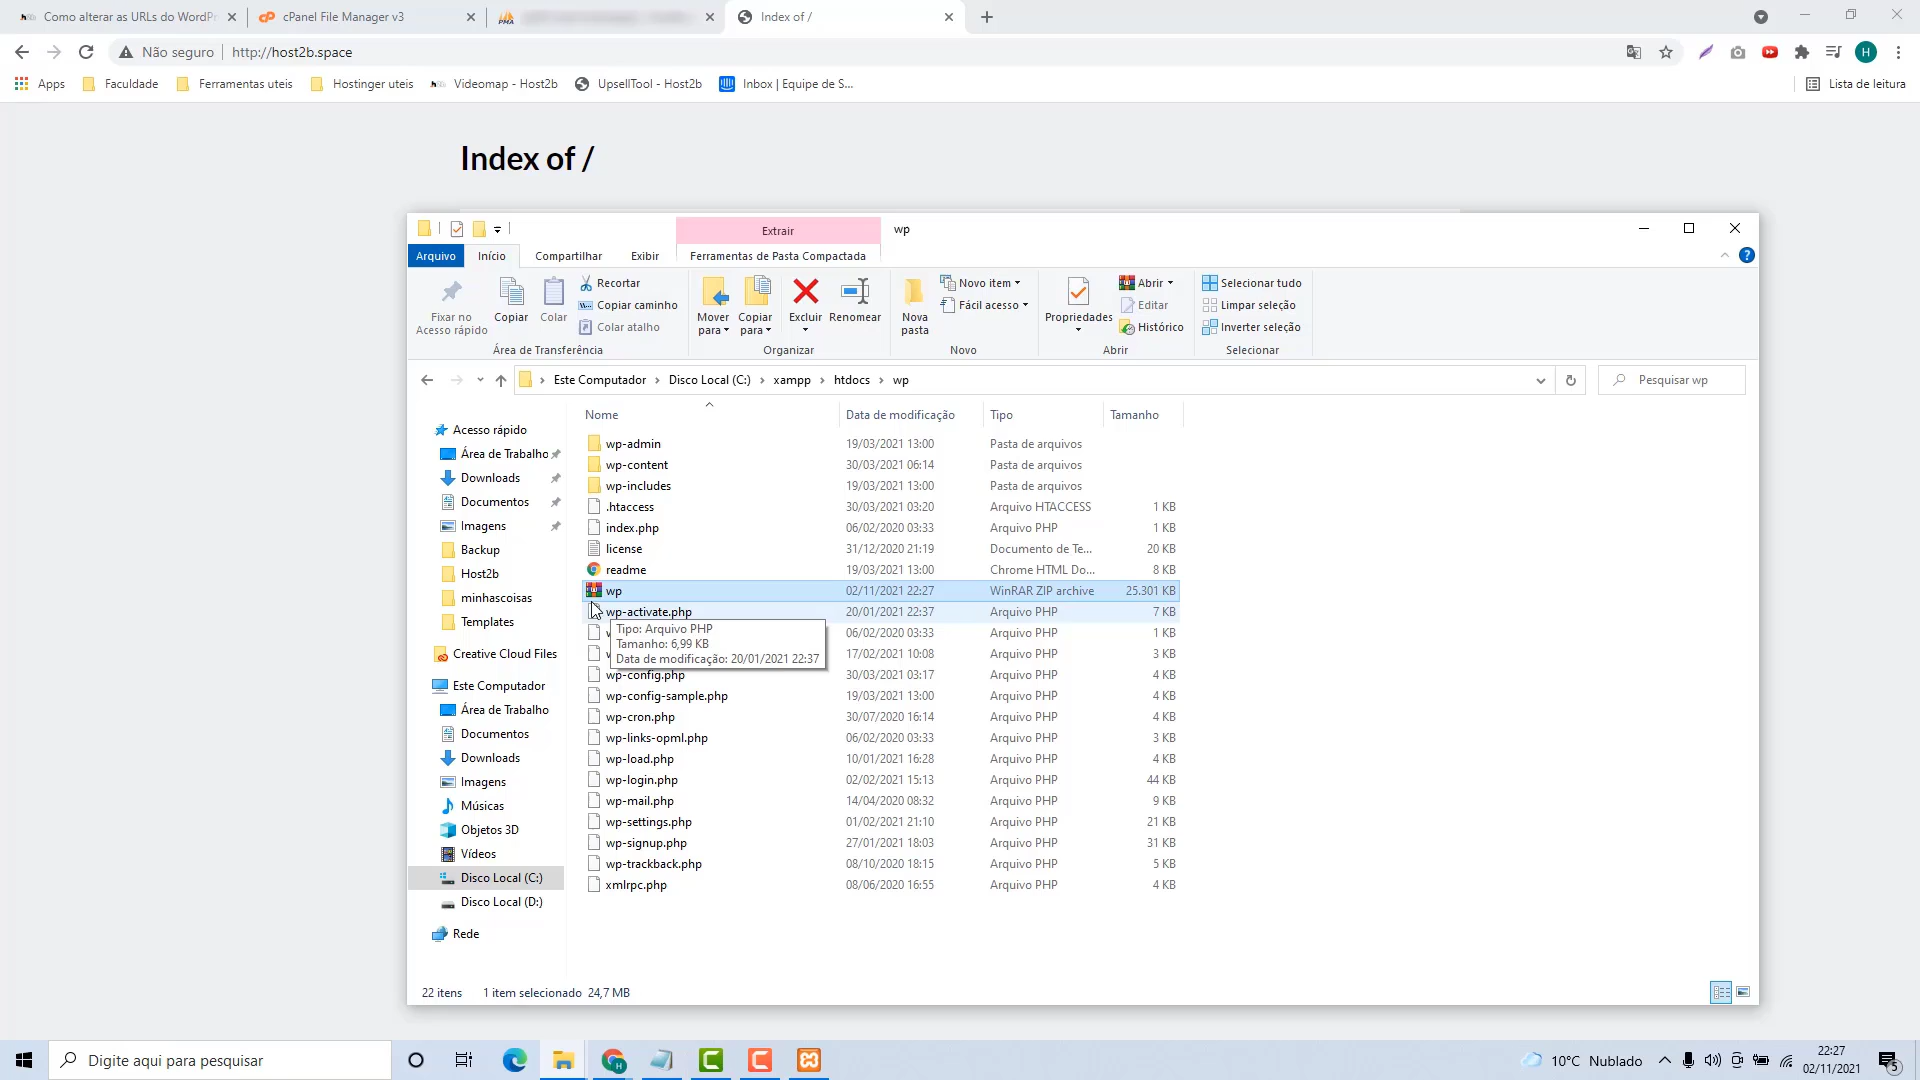 Como alterar as URLs do WordPr
cPanel File Manager v3
Index of /
Não seguro
http://host2b.space
Apps
Faculdade
Ferramentas uteis
Hostinger uteis
Videomap - Host2b
UpsellTool - Host2b
Inbox | Equipe de S...
Lista de leitura
Index of /
Extrair
wp
Arquivo
Início
Compartilhar
Exibir
Ferramentas de Pasta Compactada
Fixar no
Acesso rápido
Copiar
Colar
Recortar
Copiar caminho
Colar atalho
Área de Transferência
Mover
para
Copiar
para
Excluir
Renomear
Organizar
Nova
pasta
Novo item
Fácil acesso
Novo
Propriedades
Abrir
Editar
Histórico
Abrir
Selecionar tudo
Limpar seleção
Inverter seleção
Selecionar
Este Computador > Disco Local (C:) > xampp > htdocs > wp
Pesquisar wp
Nome
Data de modificação
Tipo
Tamanho
Acesso rápido
Área de Trabalho
Downloads
Documentos
Imagens
Backup
Host2b
minhascoisas
Templates
Creative Cloud Files
Este Computador
Área de Trabalho
Documentos
Downloads
Imagens
Músicas
Objetos 3D
Vídeos
Disco Local (C:)
Disco Local (D:)
Rede
wp-admin 19/03/2021 13:00 Pasta de arquivos
wp-content 30/03/2021 06:14 Pasta de arquivos
wp-includes 19/03/2021 13:00 Pasta de arquivos
.htaccess 30/03/2021 03:20 Arquivo HTACCESS 1 KB
index.php 06/02/2020 03:33 Arquivo PHP 1 KB
license 31/12/2020 21:19 Documento de Te... 20 KB
readme 19/03/2021 13:00 Chrome HTML Do... 8 KB
wp 02/11/2021 22:27 WinRAR ZIP archive 25.301 KB
wp-activate.php 20/01/2021 22:37 Arquivo PHP 7 KB
06/02/2020 03:33 Arquivo PHP 1 KB
17/02/2021 10:08 Arquivo PHP 3 KB
wp-config.php 30/03/2021 03:17 Arquivo PHP 4 KB
wp-config-sample.php 19/03/2021 13:00 Arquivo PHP 4 KB
wp-cron.php 30/07/2020 16:14 Arquivo PHP 4 KB
wp-links-opml.php 06/02/2020 03:33 Arquivo PHP 3 KB
wp-load.php 10/01/2021 16:28 Arquivo PHP 4 KB
wp-login.php 02/02/2021 15:13 Arquivo PHP 44 KB
wp-mail.php 14/04/2020 08:32 Arquivo PHP 9 KB
wp-settings.php 01/02/2021 21:10 Arquivo PHP 21 KB
wp-signup.php 27/01/2021 18:03 Arquivo PHP 31 KB
wp-trackback.php 08/10/2020 18:15 Arquivo PHP 5 KB
xmlrpc.php 08/06/2020 16:55 Arquivo PHP 4 KB
Tipo: Arquivo PHP
Tamanho: 6,99 KB
Data de modificação: 20/01/2021 22:37
22 itens
1 item selecionado 24,7 MB
Digite aqui para pesquisar
10°C Nublado
22:27
02/11/2021
5